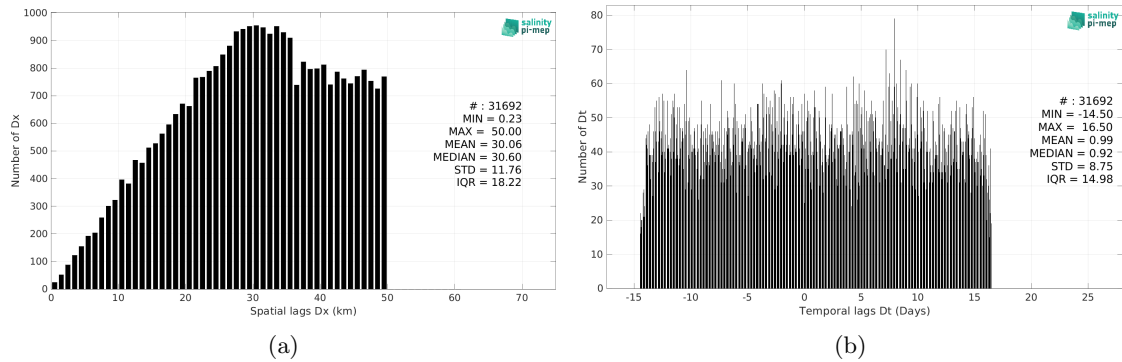 1000
900
800
700
600
500
400
300
200
100
0
Number of Dx
0 10 20 30 40 50 60 70
Spatial lags Dx (km)
salinity
pi-mep
# : 31692
MIN = 0.23
MAX = 50.00
MEAN = 30.06
MEDIAN = 30.60
STD = 11.76
IQR = 18.22
(a)
80
70
60
50
40
30
20
10
0
Number of Dt
-15 -10 -5 0 5 10 15 20 25
Temporal lags Dt (Days)
salinity
pi-mep
# : 31692
MIN = -14.50
MAX = 16.50
MEAN = 0.99
MEDIAN = 0.92
STD = 8.75
IQR = 14.98
(b)